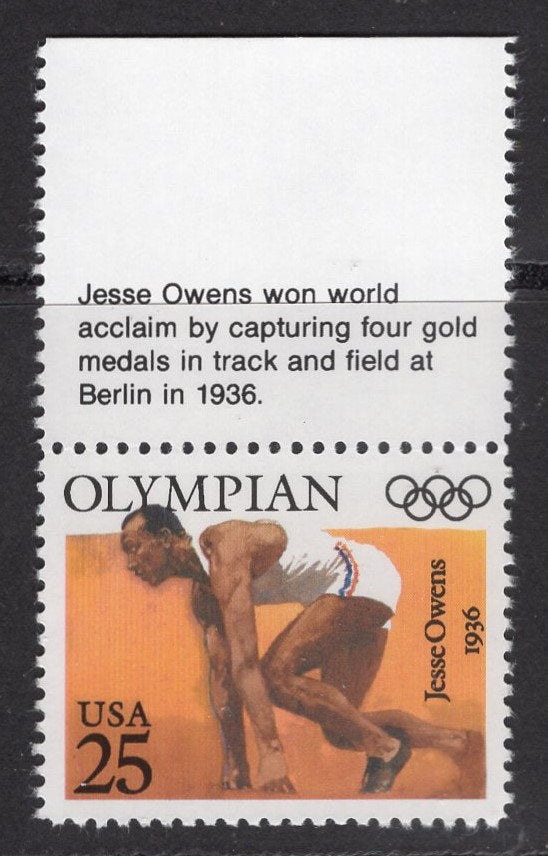 Jesse Owens won world
acclaim by capturing four gold
medals in track and field at
Berlin in 1936.
OLYMPIAN
Jesse Owens
1936
USA
25